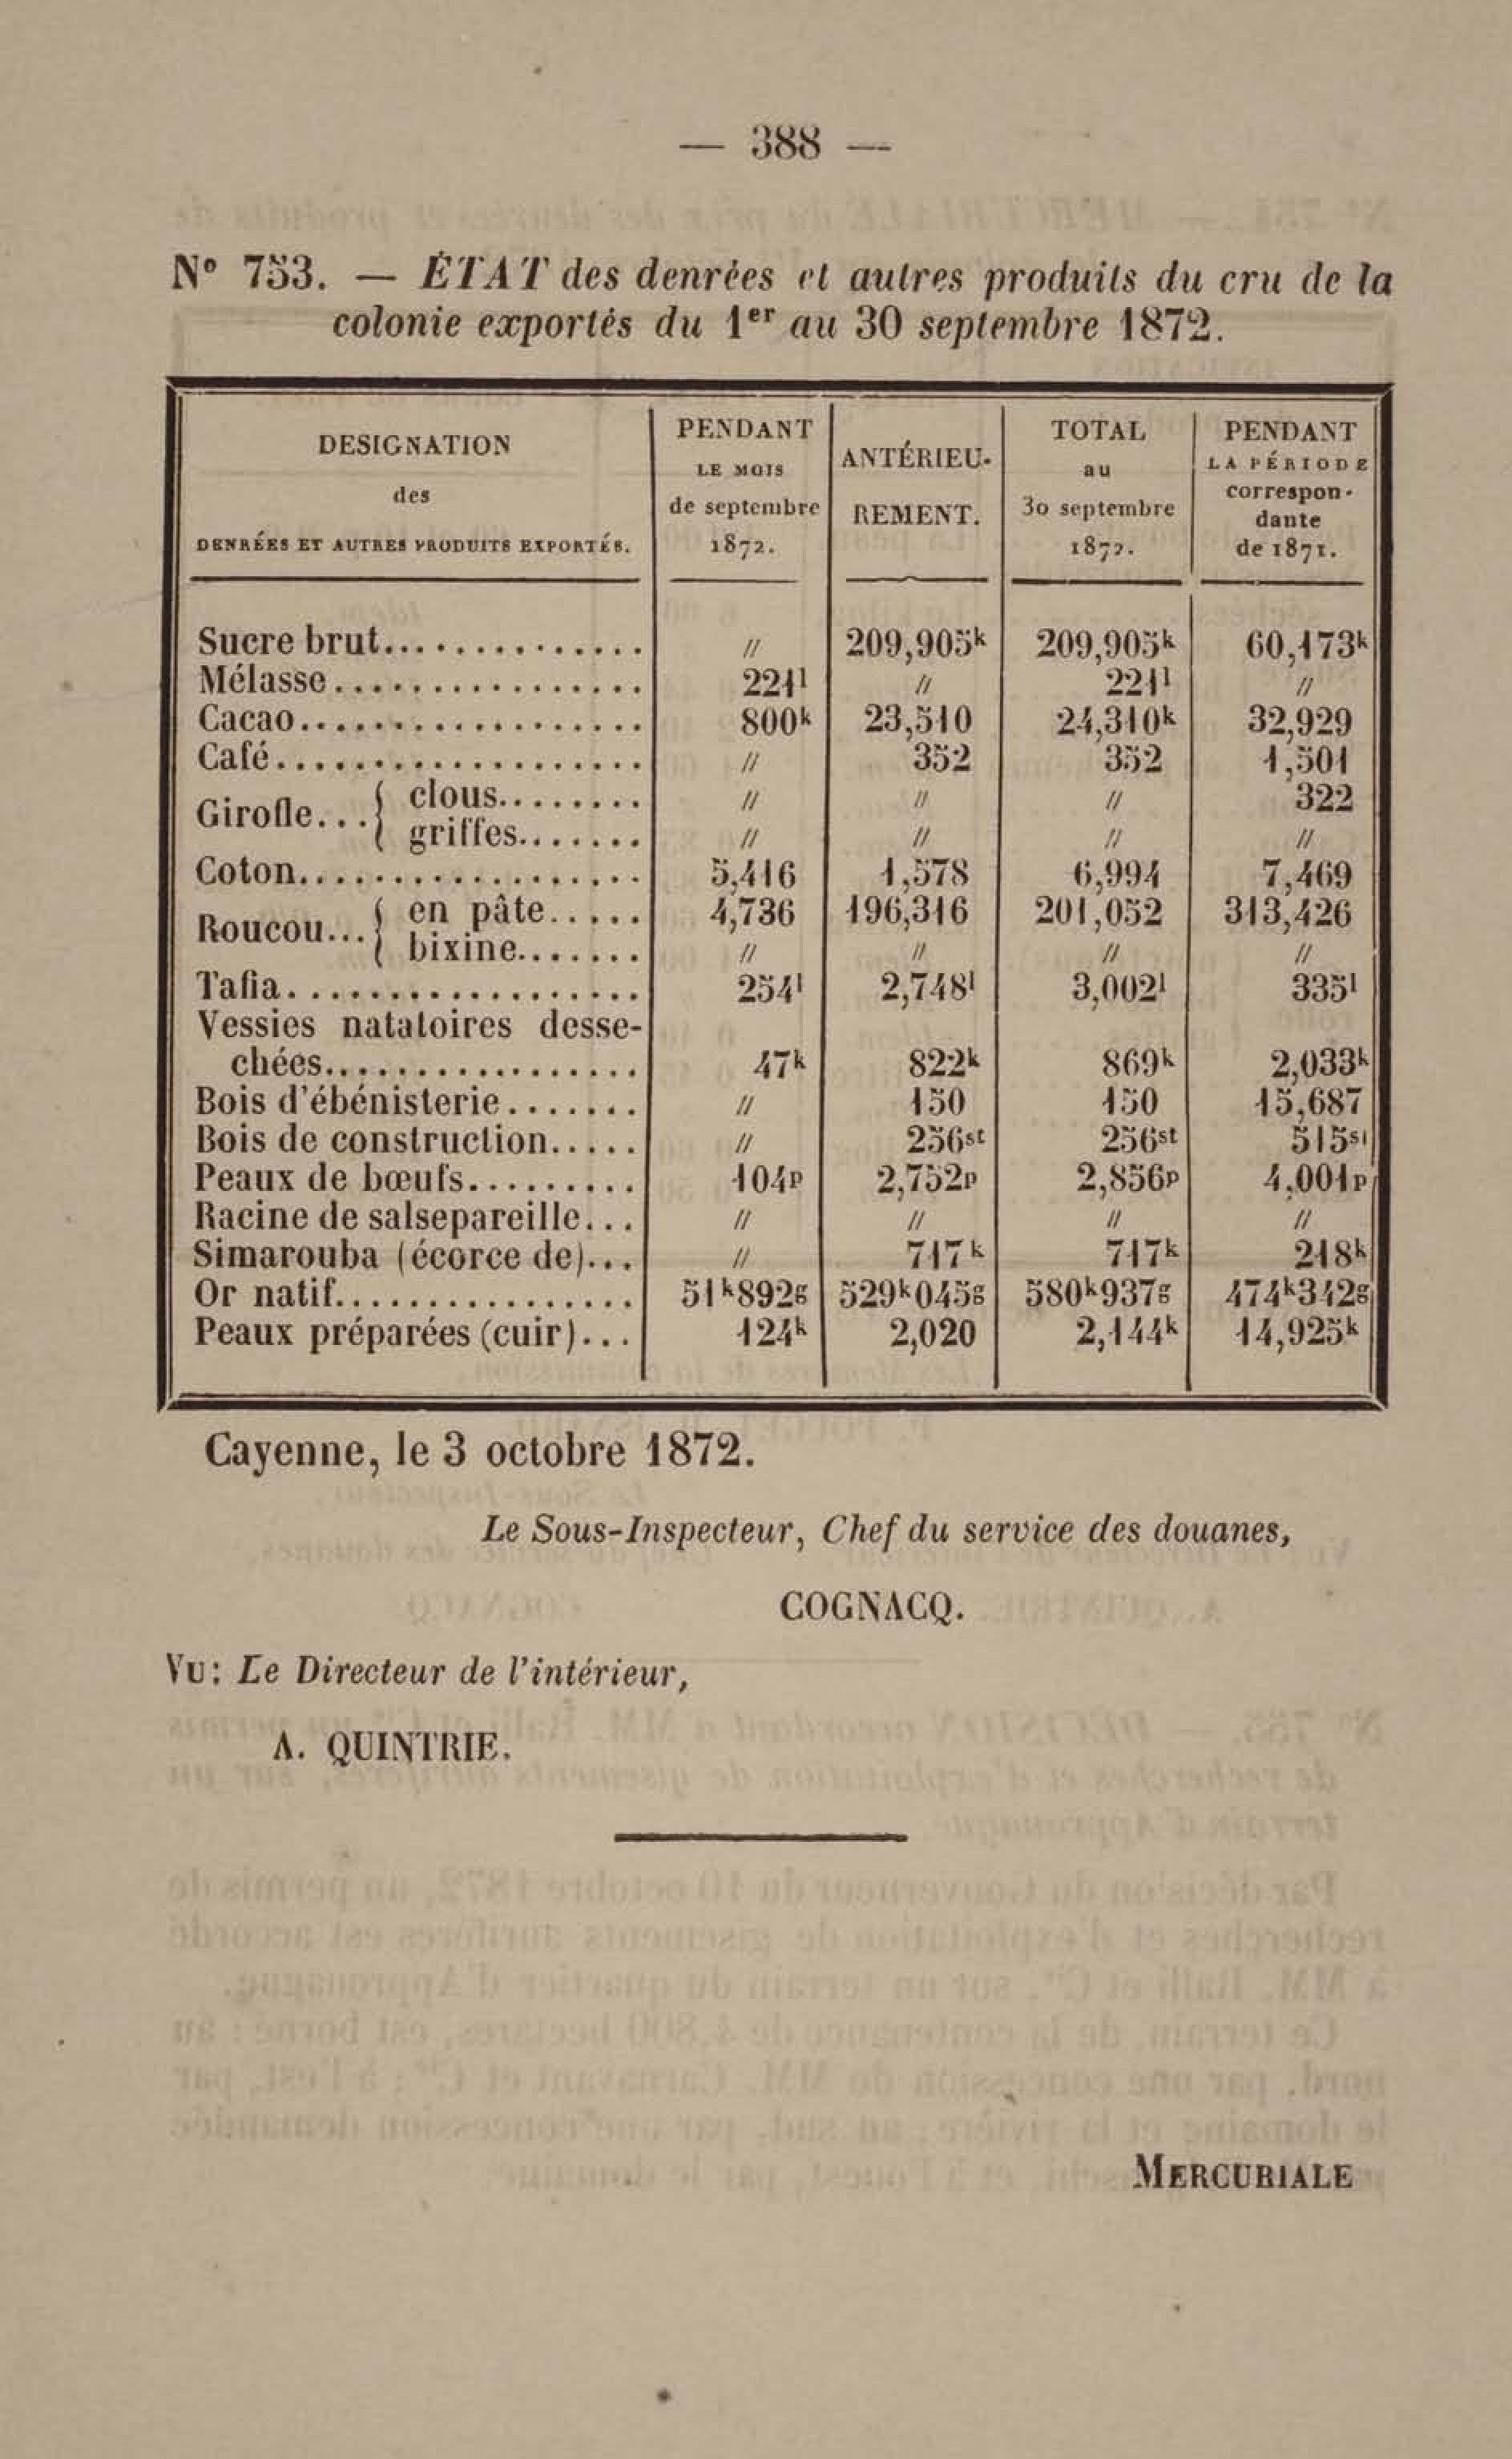 — 388 —
N° 753. — ÉTAT des denrées et autres produits du cru de la
colonie exportés du 1er au 30 septembre 1872.
DESIGNATION des DENRÉES ET AUTRES PRODUITS EXPORTÉS. | PENDANT LE MOIS de septembre 1872. | ANTÉRIEU-REMENT. | TOTAL au 30 septembre 1872. | PENDANT LA PÉRIODE correspon-dante de 1871.
Sucre brut............... // 209,905k 209,905k 60,173k
Mélasse................. 221l // 221l //
Cacao................... 800k 23,510 24,310k 32,929
Café.................... // 352 352 1,501
Girofle...{ clous........ // // // 322
griffes....... // // // //
Coton................... 5,416 1,578 6,994 7,469
Roucou...{ en pâte..... 4,736 196,316 201,052 313,426
bixine....... // // // //
Tafia................... 254l 2,748l 3,002l 335l
Vessies natatoires desse-
chées................. 47k 822k 869k 2,033k
Bois d'ébénisterie....... // 150 150 15,687
Bois de construction..... // 256st 256st 515st
Peaux de bœufs......... 104p 2,752p 2,856p 4,001p
Racine de salsepareille... // // // //
Simarouba (écorce de)... // 717k 717k 218k
Or natif................ 51k892g 529k045g 580k937g 474k342g
Peaux préparées (cuir)... 124k 2,020 2,144k 14,925k
Cayenne, le 3 octobre 1872.
Le Sous-Inspecteur, Chef du service des douanes,
COGNACQ.
Vu: Le Directeur de l'intérieur,
A. QUINTRIE.
MERCURIALE